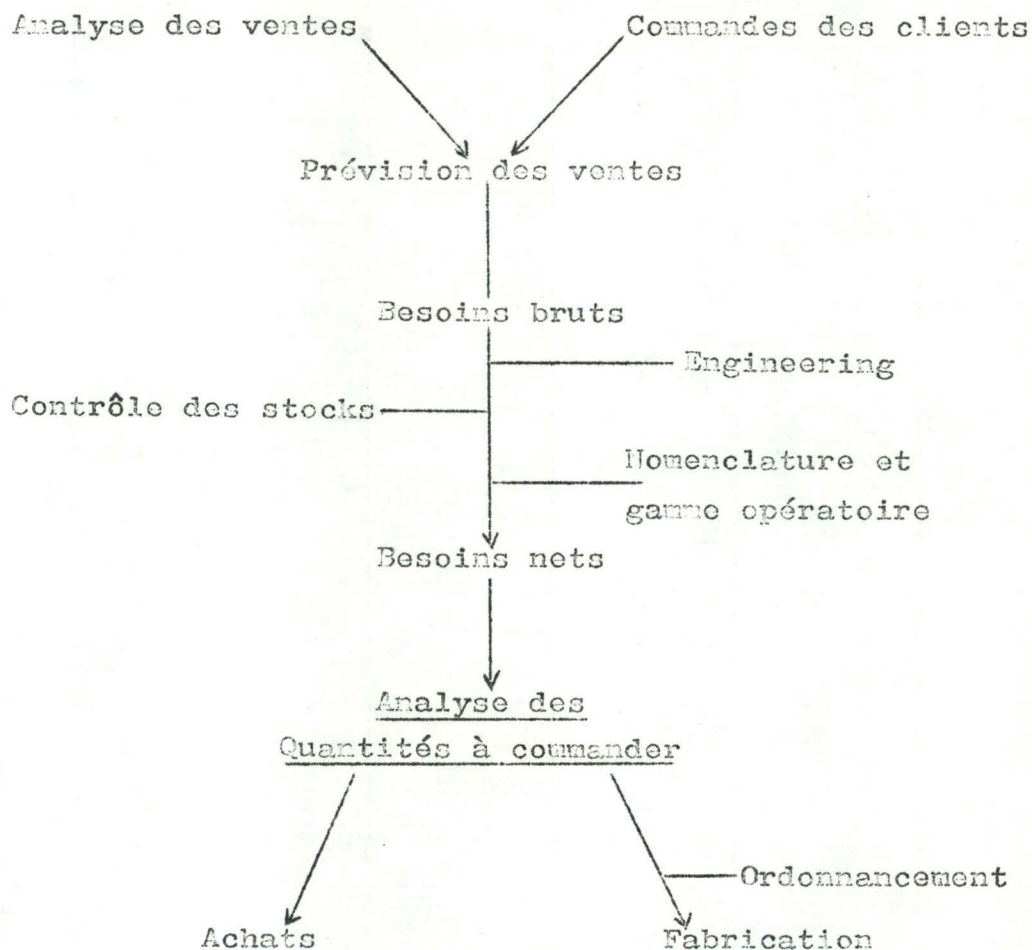 Analyse des ventes
Commandes des clients
Prévision des ventes
Besoins bruts
Engineering
Contrôle des stocks
Nomenclature et
gamme opératoire
Besoins nets
Analyse des
Quantités à commander
Ordonnancement
Achats
Fabrication